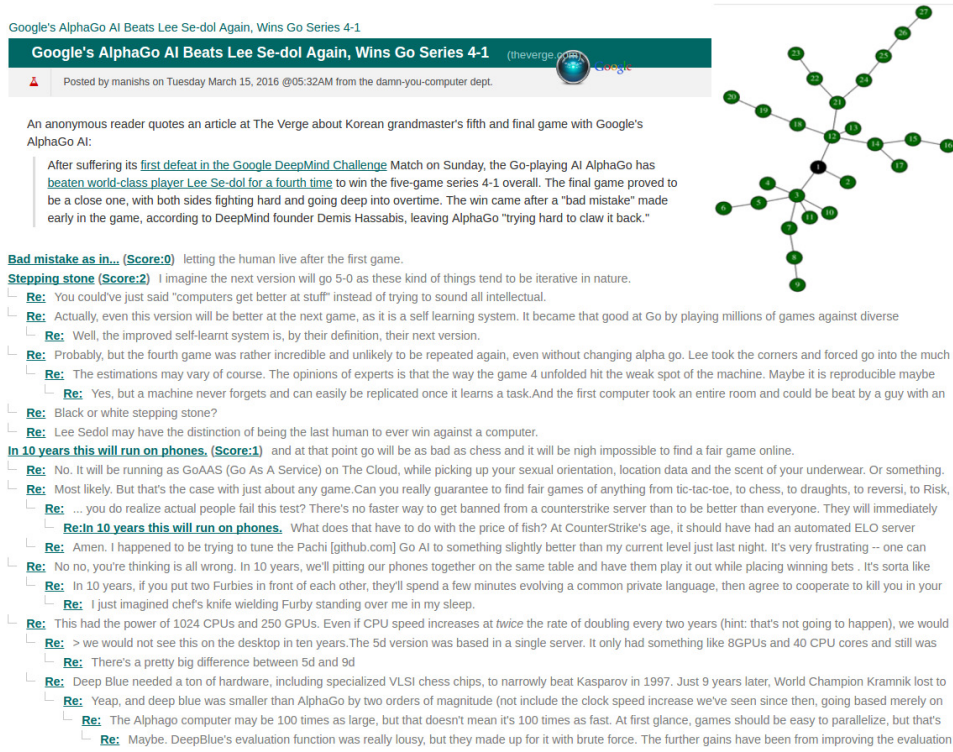 Google's AlphaGo AI Beats Lee Se-dol Again, Wins Go Series 4-1
Google's AlphaGo AI Beats Lee Se-dol Again, Wins Go Series 4-1 (theverge.com)
Google
Posted by manishs on Tuesday March 15, 2016 @05:32AM from the damn-you-computer dept.
An anonymous reader quotes an article at The Verge about Korean grandmaster's fifth and final game with Google's
AlphaGo AI:
After suffering its first defeat in the Google DeepMind Challenge Match on Sunday, the Go-playing AI AlphaGo has
beaten world-class player Lee Se-dol for a fourth time to win the five-game series 4-1 overall. The final game proved to
be a close one, with both sides fighting hard and going deep into overtime. The win came after a "bad mistake" made
early in the game, according to DeepMind founder Demis Hassabis, leaving AlphaGo "trying hard to claw it back."
27
26
23
25
22
24
20
21
19
18
13
12
15
14
16
17
1
4
2
3
5
6
10
11
7
8
9
Bad mistake as in... (Score:0) letting the human live after the first game.
Stepping stone (Score:2) I imagine the next version will go 5-0 as these kind of things tend to be iterative in nature.
Re: You could've just said "computers get better at stuff" instead of trying to sound all intellectual.
Re: Actually, even this version will be better at the next game, as it is a self learning system. It became that good at Go by playing millions of games against diverse
Re: Well, the improved self-learnt system is, by their definition, their next version.
Re: Probably, but the fourth game was rather incredible and unlikely to be repeated again, even without changing alpha go. Lee took the corners and forced go into the much
Re: The estimations may vary of course. The opinions of experts is that the way the game 4 unfolded hit the weak spot of the machine. Maybe it is reproducible maybe
Re: Yes, but a machine never forgets and can easily be replicated once it learns a task.And the first computer took an entire room and could be beat by a guy with an
Re: Black or white stepping stone?
Re: Lee Sedol may have the distinction of being the last human to ever win against a computer.
In 10 years this will run on phones. (Score:1) and at that point go will be as bad as chess and it will be nigh impossible to find a fair game online.
Re: No. It will be running as GoAAS (Go As A Service) on The Cloud, while picking up your sexual orientation, location data and the scent of your underwear. Or something.
Re: Most likely. But that's the case with just about any game.Can you really guarantee to find fair games of anything from tic-tac-toe, to chess, to draughts, to reversi, to Risk,
Re: ... you do realize actual people fail this test? There's no faster way to get banned from a counterstrike server than to be better than everyone. They will immediately
Re:In 10 years this will run on phones. What does that have to do with the price of fish? At CounterStrike's age, it should have had an automated ELO server
Re: Amen. I happened to be trying to tune the Pachi [github.com] Go AI to something slightly better than my current level just last night. It's very frustrating -- one can
Re: No no, you're thinking is all wrong. In 10 years, we'll pitting our phones together on the same table and have them play it out while placing winning bets . It's sorta like
Re: In 10 years, if you put two Furbies in front of each other, they'll spend a few minutes evolving a common private language, then agree to cooperate to kill you in your
Re: I just imagined chef's knife wielding Furby standing over me in my sleep.
Re: This had the power of 1024 CPUs and 250 GPUs. Even if CPU speed increases at twice the rate of doubling every two years (hint: that's not going to happen), we would
Re: > we would not see this on the desktop in ten years.The 5d version was based in a single server. It only had something like 8GPUs and 40 CPU cores and still was
Re: There's a pretty big difference between 5d and 9d
Re: Deep Blue needed a ton of hardware, including specialized VLSI chess chips, to narrowly beat Kasparov in 1997. Just 9 years later, World Champion Kramnik lost to
Re: Yeap, and deep blue was smaller than AlphaGo by two orders of magnitude (not include the clock speed increase we've seen since then, going based merely on
Re: The Alphago computer may be 100 times as large, but that doesn't mean it's 100 times as fast. At first glance, games should be easy to parallelize, but that's
Re: Maybe. DeepBlue's evaluation function was really lousy, but they made up for it with brute force. The further gains have been from improving the evaluation